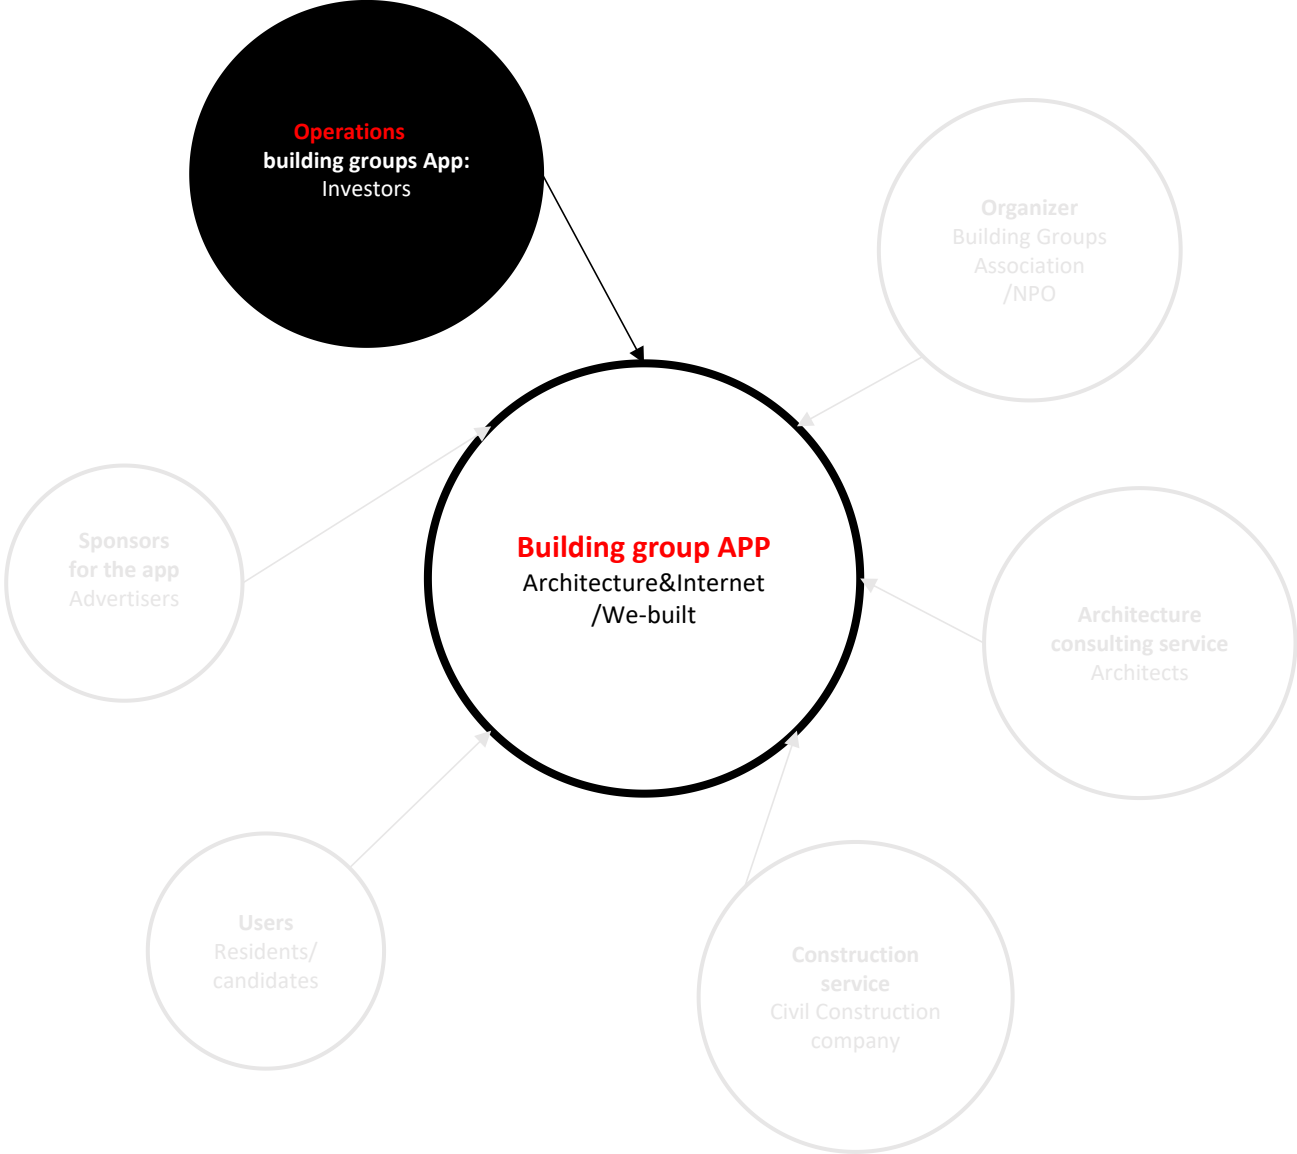 Operations
building groups App:
Investors
Organizer
Building Groups
Association
/NPO
Sponsors
for the app
Advertisers
Building group APP
Architecture&Internet
/We-built
Architecture
consulting service
Architects
Users
Residents/
candidates
Construction
service
Civil Construction
company